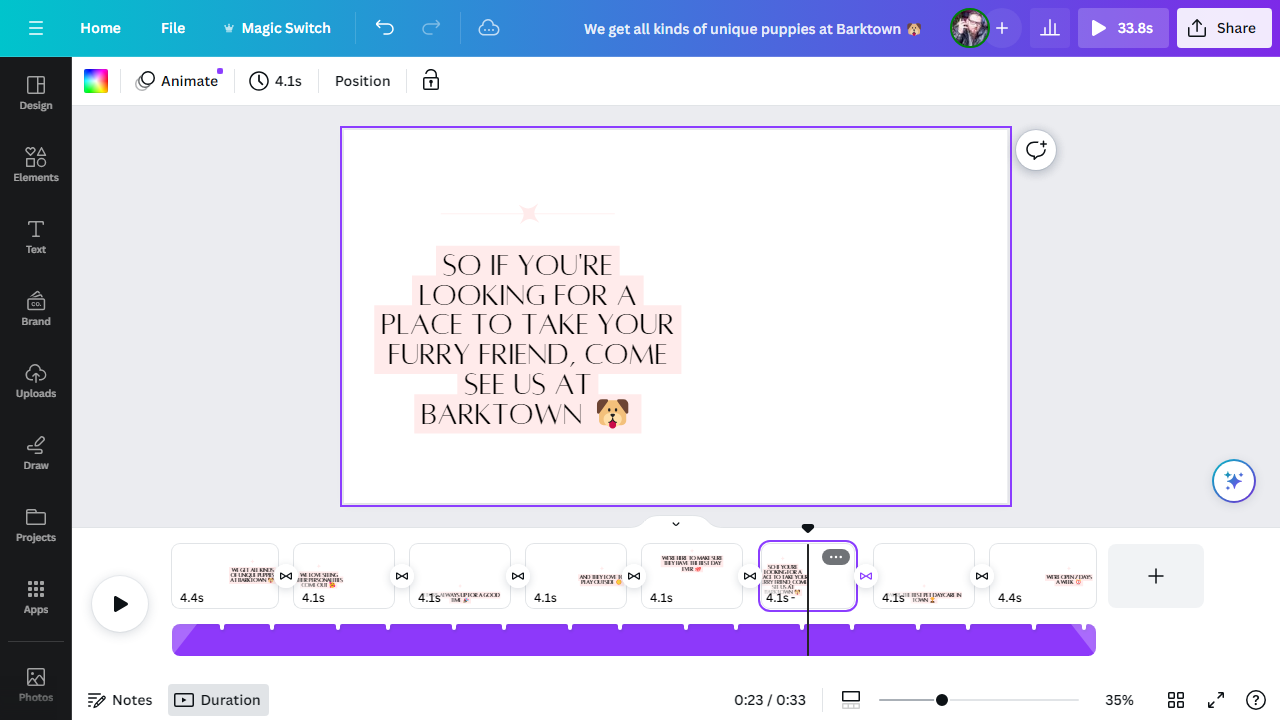 Home
File
Magic Switch
We get all kinds of unique puppies at Barktown 🐶
33.8s
Share
Design
Elements
Text
CO.
Brand
Uploads
Draw
Projects
Apps
Photos
Animate
4.1s
Position
SO IF YOU'RE
LOOKING FOR A
PLACE TO TAKE YOUR
FURRY FRIEND, COME
SEE US AT
BARKTOWN 🐶
WE GET ALL KINDS
OF UNIQUE PUPPIES
AT BARKTOWN
4.4s
WE LOVE SEEING
THEIR PERSONALITIES
COME OUT
4.1s
ALWAYS UP FOR A GOOD
TIME
4.1s
AND THEY LOVE TO
PLAY OUTSIDE
4.1s
WE'RE HERE TO MAKE SURE
THEY HAVE THE BEST DAY
EVER
4.1s
SO IF YOU'RE
LOOKING FOR A
PLACE TO TAKE YOUR
FURRY FRIEND, COME
SEE US AT
BARKTOWN
4.1s
THE BEST PET DAYCARE IN
TOWN
4.1s
WE'RE OPEN 7 DAYS
A WEEK
4.4s
Notes
Duration
0:23 / 0:33
35%